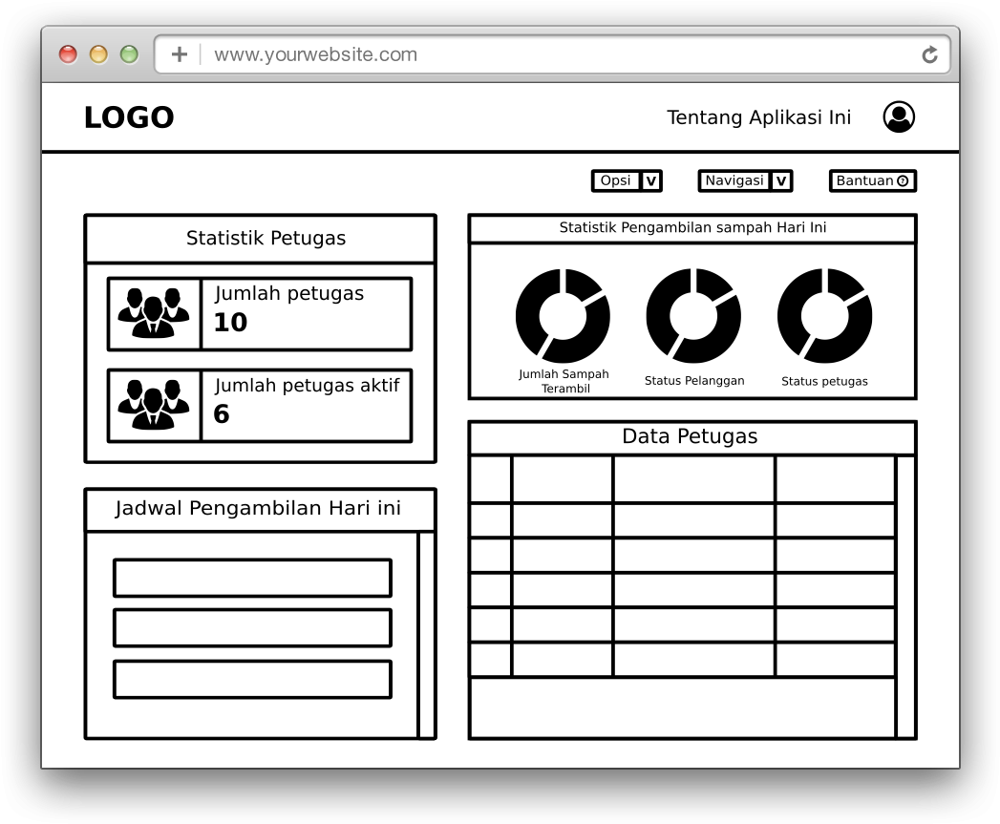 www.yourwebsite.com
LOGO
Tentang Aplikasi Ini
Opsi V
Navigasi V
Bantuan ?
Statistik Petugas
Jumlah petugas
10
Jumlah petugas aktif
6
Jadwal Pengambilan Hari ini
Statistik Pengambilan sampah Hari Ini
Jumlah Sampah
Terambil
Status Pelanggan
Status petugas
Data Petugas